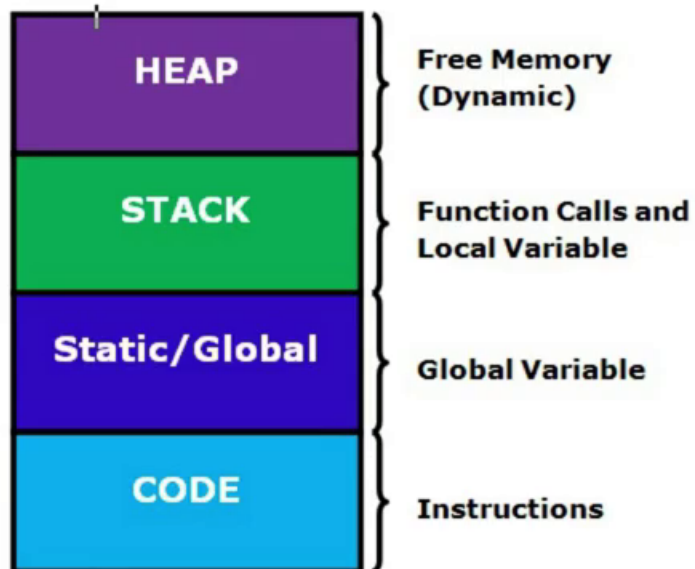 HEAP
Free Memory
(Dynamic)
STACK
Function Calls and
Local Variable
Static/Global
Global Variable
CODE
Instructions